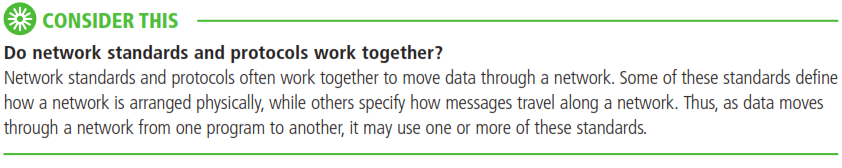 CONSIDER THIS
Do network standards and protocols work together?
Network standards and protocols often work together to move data through a network. Some of these standards define
how a network is arranged physically, while others specify how messages travel along a network. Thus, as data moves
through a network from one program to another, it may use one or more of these standards.